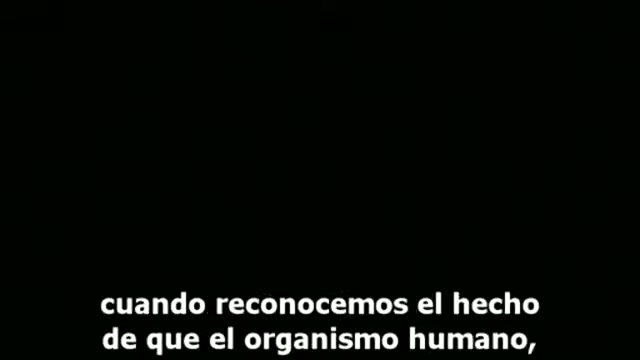 cuando reconocemos el hecho
de que el organismo humano,